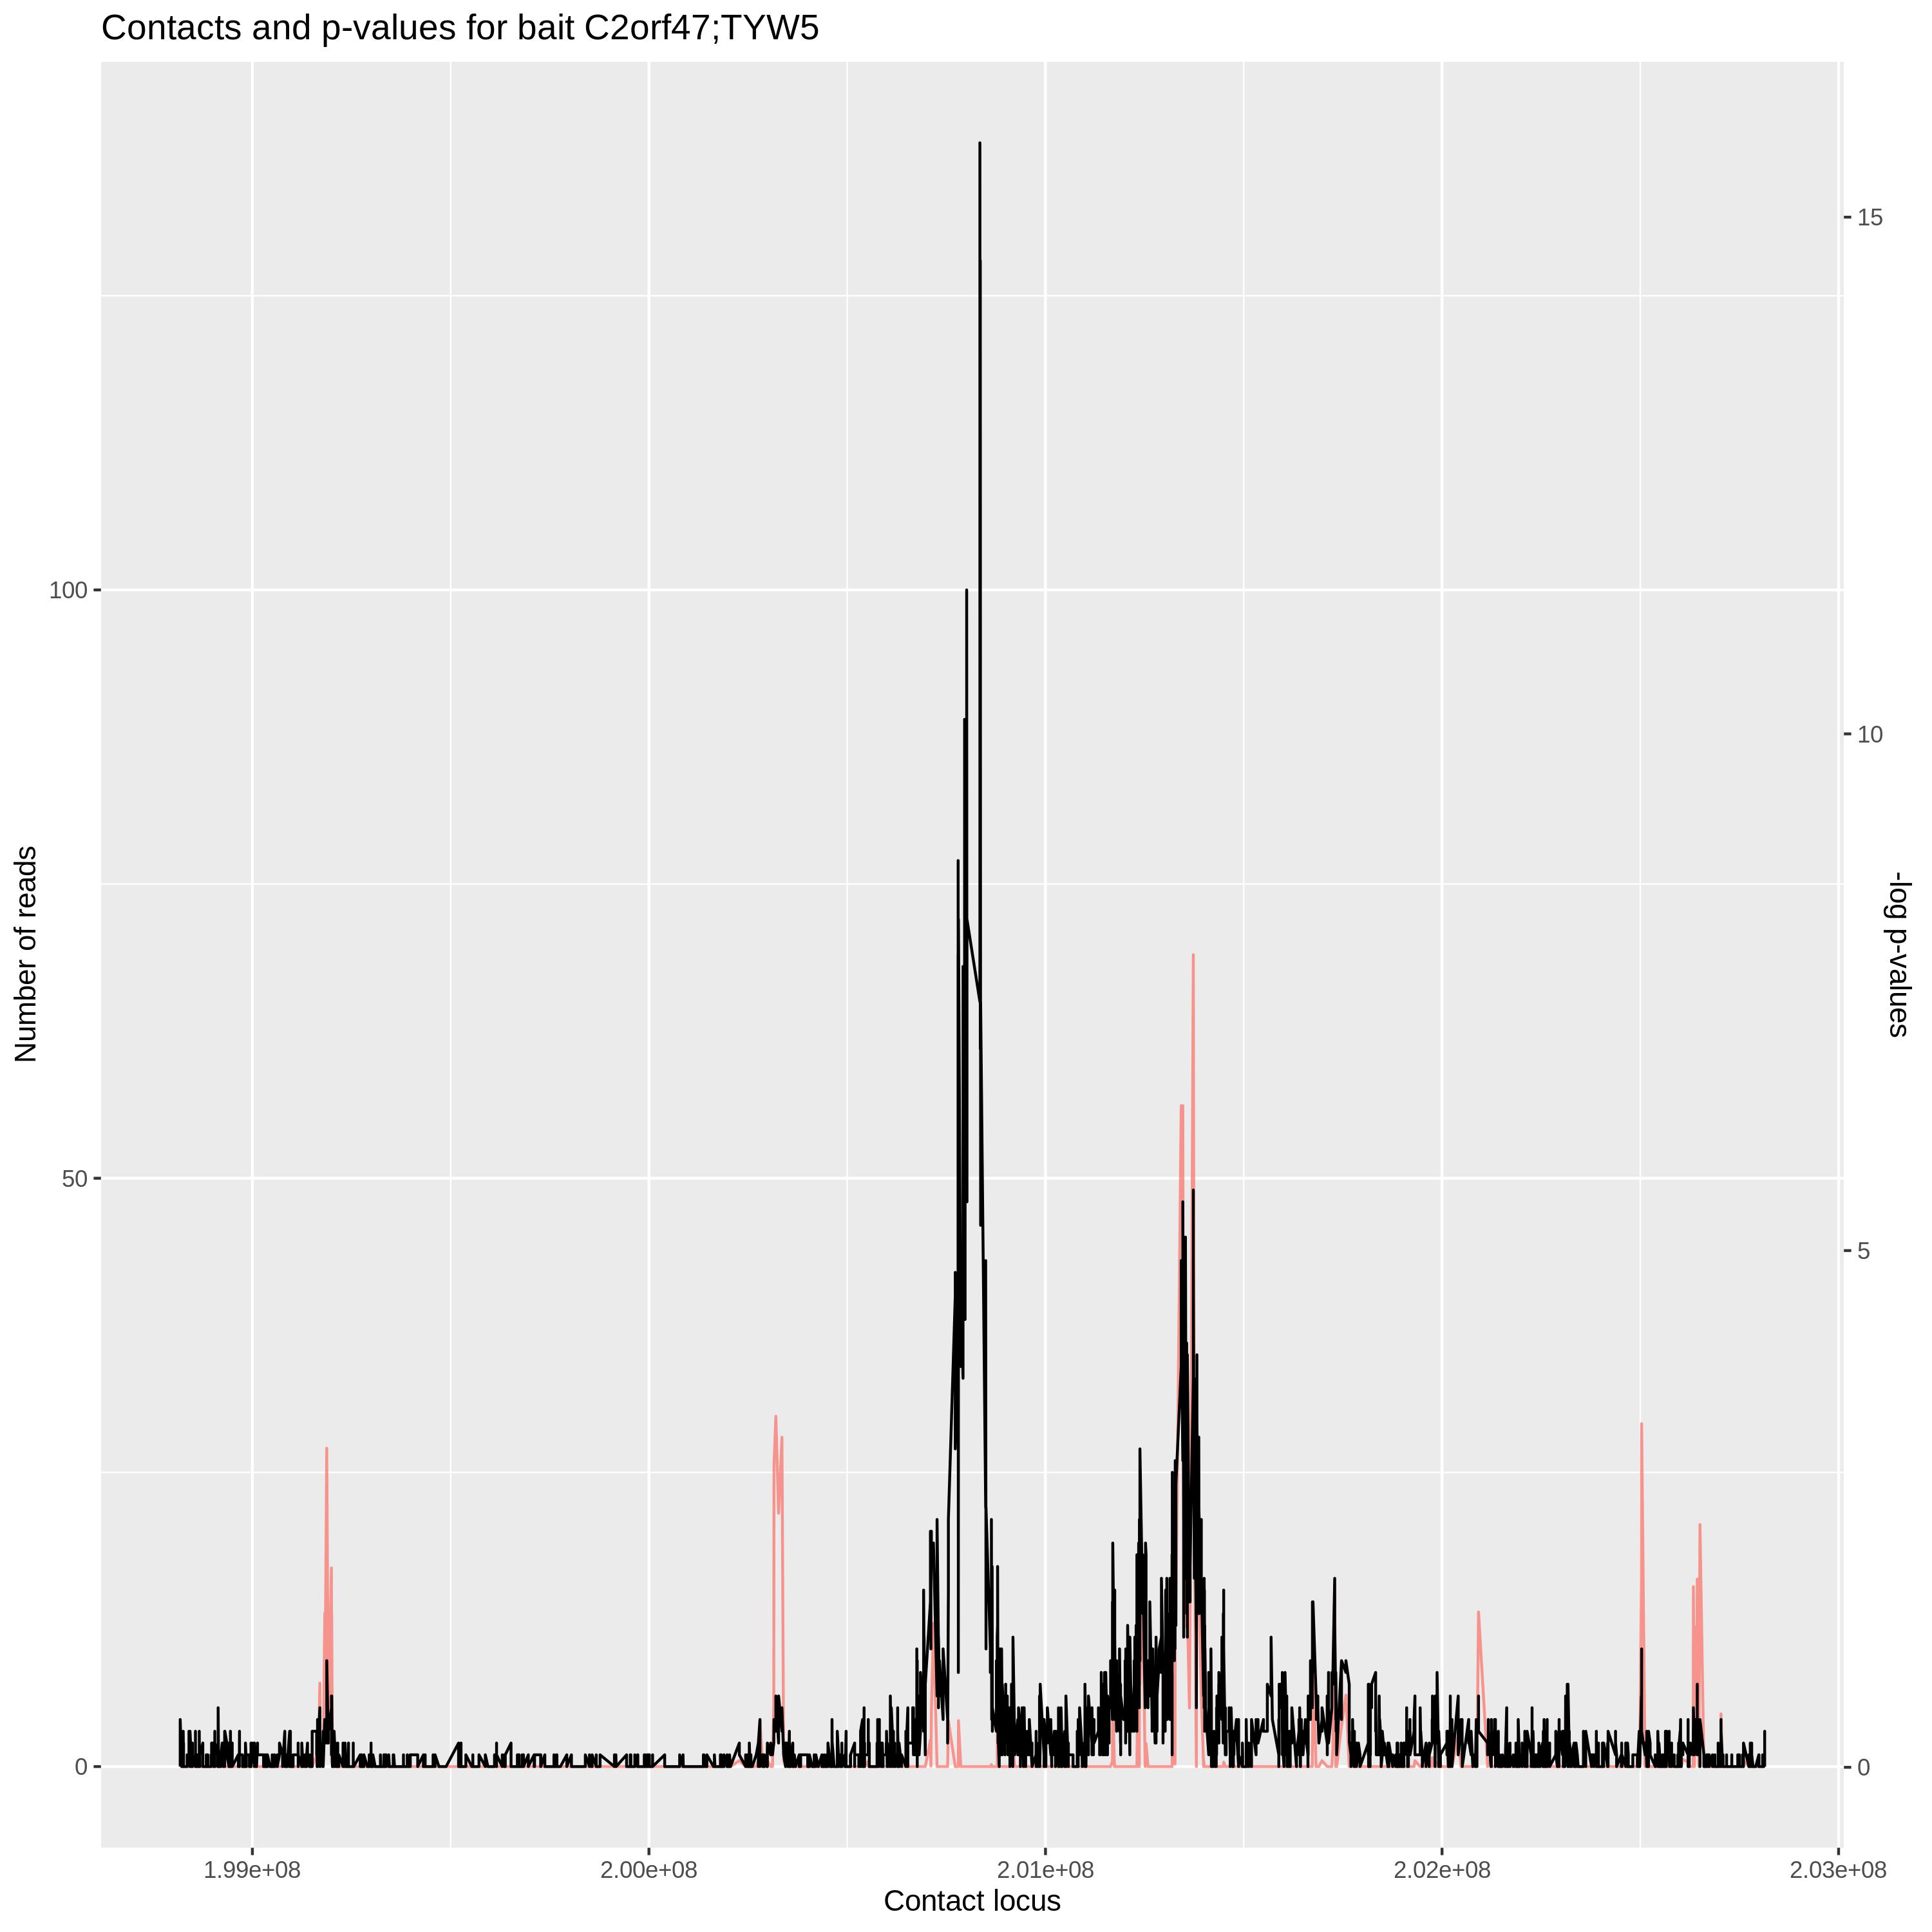 Contacts and p-values for bait C2orf47;TYW5
Number of reads
100
50
0
15
10
5
0
-log p-values
1.99e+08
2.00e+08
2.01e+08
2.02e+08
2.03e+08
Contact locus